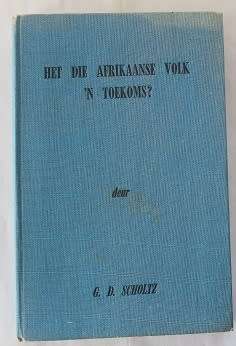 HET DIE AFRIKAANSE VOLK
'N TOEKOMS?
deur
G. D. SCHOLTZ